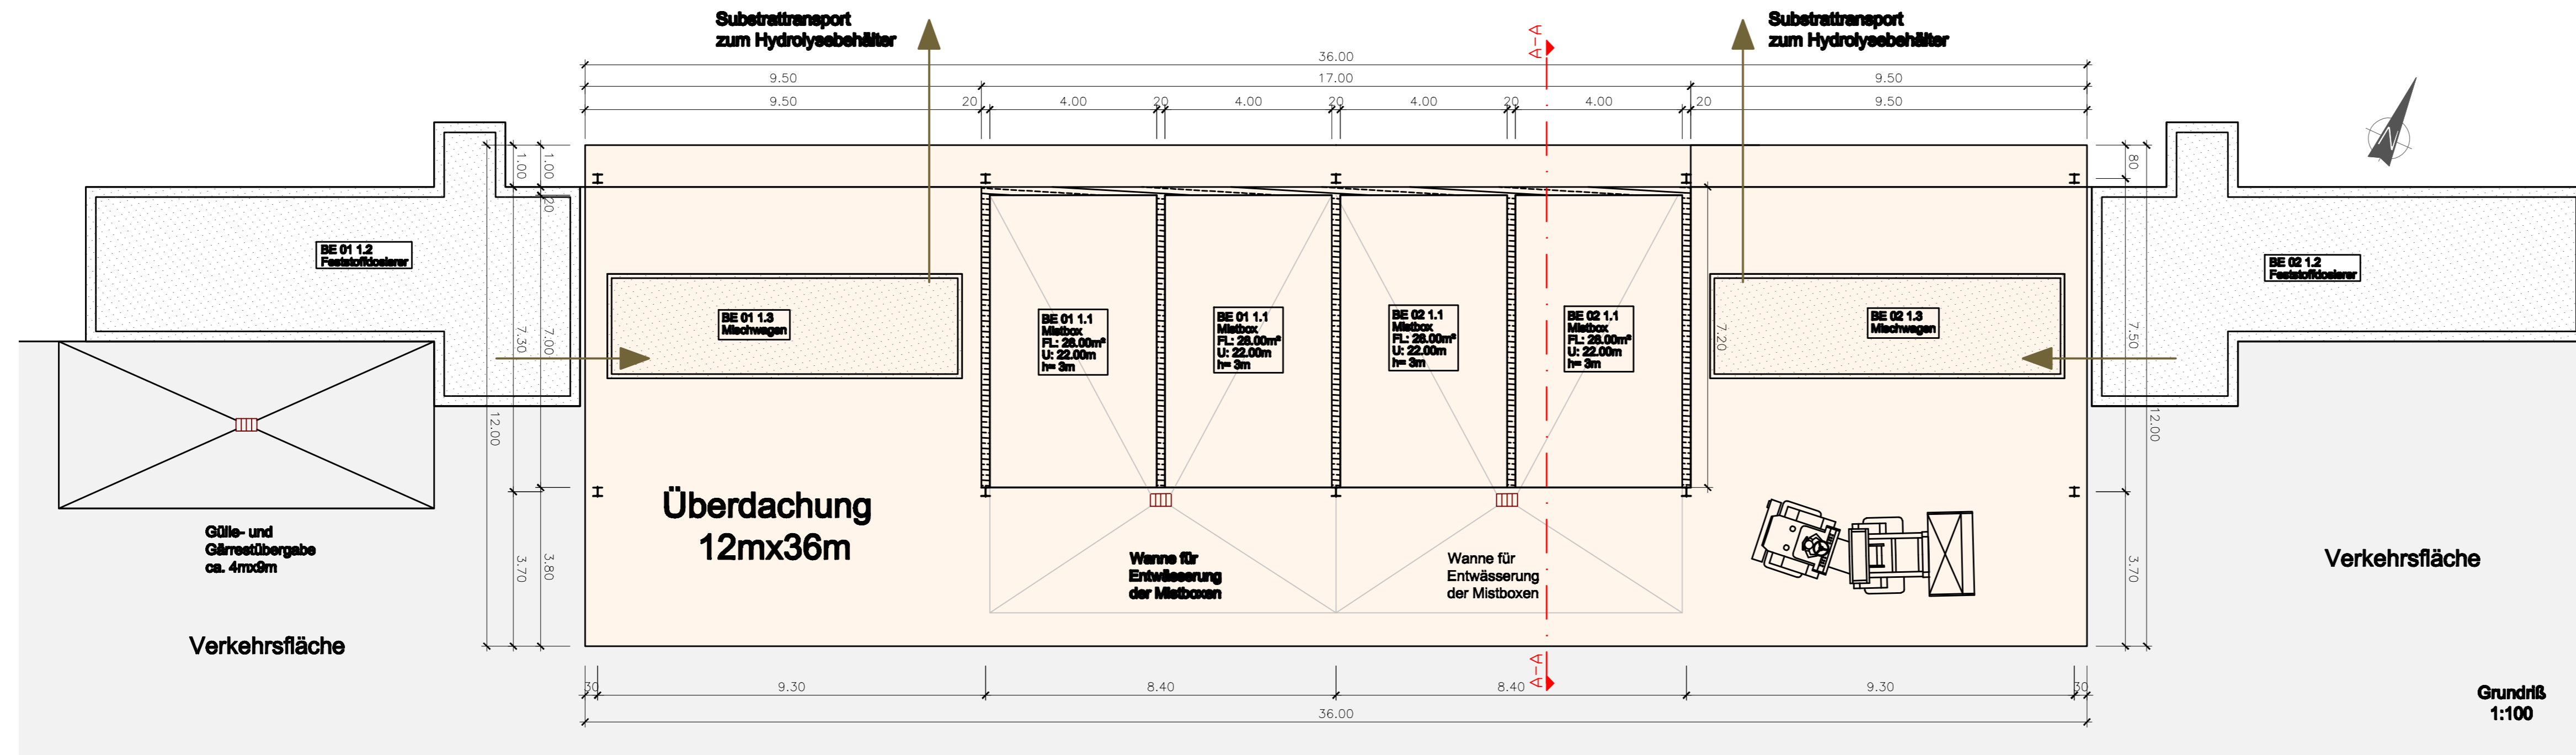 Substrattransport
zum Hydrolysebehälter
Substrattransport
zum Hydrolysebehälter
A-A
36.00
9.50
17.00
9.50
9.50
20
4.00
20
4.00
20
4.00
20
4.00
20
9.50
N
1.00
1.00
20
80
BE 01 1.2
Feststoffdosierer
BE 02 1.2
Feststoffdosierer
BE 01 1.3
Mischwagen
BE 01 1.1
Mistbox
FL: 28.00m²
U: 22.00m
h= 3m
BE 01 1.1
Mistbox
FL: 28.00m²
U: 22.00m
h= 3m
BE 02 1.1
Mistbox
FL: 28.00m²
U: 22.00m
h= 3m
BE 02 1.1
Mistbox
FL: 28.00m²
U: 22.00m
h= 3m
BE 02 1.3
Mischwagen
7.30
7.00
7.20
7.50
12.00
12.00
Überdachung
12mx36m
Gülle- und
Gärrestübergabe
ca. 4mx9m
3.70
3.80
Wanne für
Entwässerung
der Mistboxen
Wanne für
Entwässerung
der Mistboxen
3.70
Verkehrsfläche
Verkehrsfläche
A-A
30
9.30
8.40
8.40
9.30
30
36.00
Grundriß
1:100